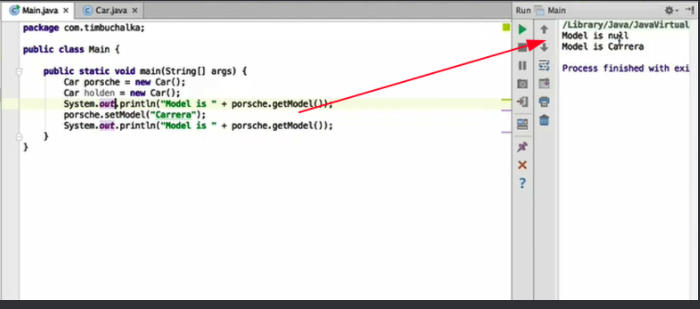 Main.java × Car.java ×
package com.timbuchalka;
public class Main {
public static void main(String[] args) {
Car porsche = new Car();
Car holden = new Car();
System.out.println("Model is " + porsche.getModel());
porsche.setModel("Carrera");
System.out.println("Model is " + porsche.getModel());
}
}
Run Main
/Library/Java/JavaVirtual
Model is null
Model is Carrera
Process finished with exi